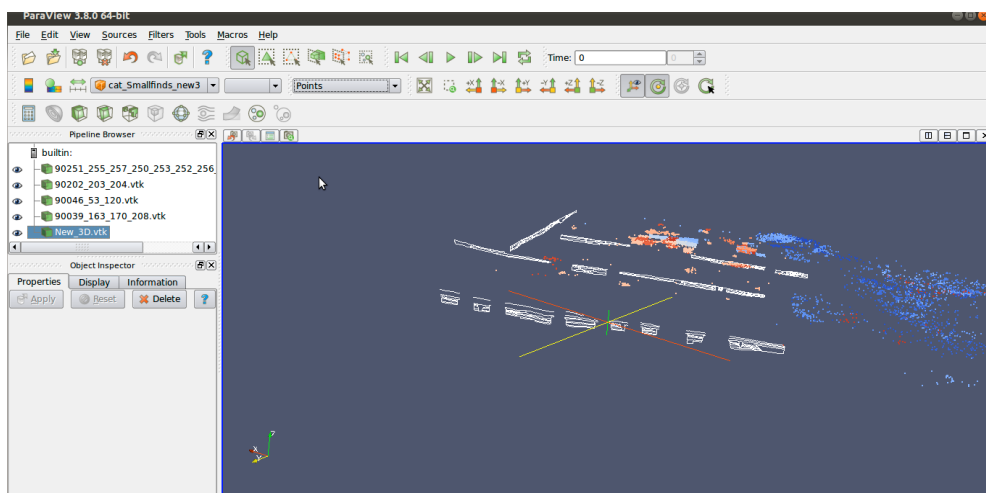 ParaView 3.8.0 64-bit
File Edit View Sources Filters Tools Macros Help
Time: 0 0
cat_Smallfinds_new3 Points
Pipeline Browser
builtin:
90251_255_257_250_253_252_256_
90202_203_204.vtk
90046_53_120.vtk
90039_163_170_208.vtk
New_3D.vtk
Object Inspector
Properties Display Information
Apply Reset Delete ?